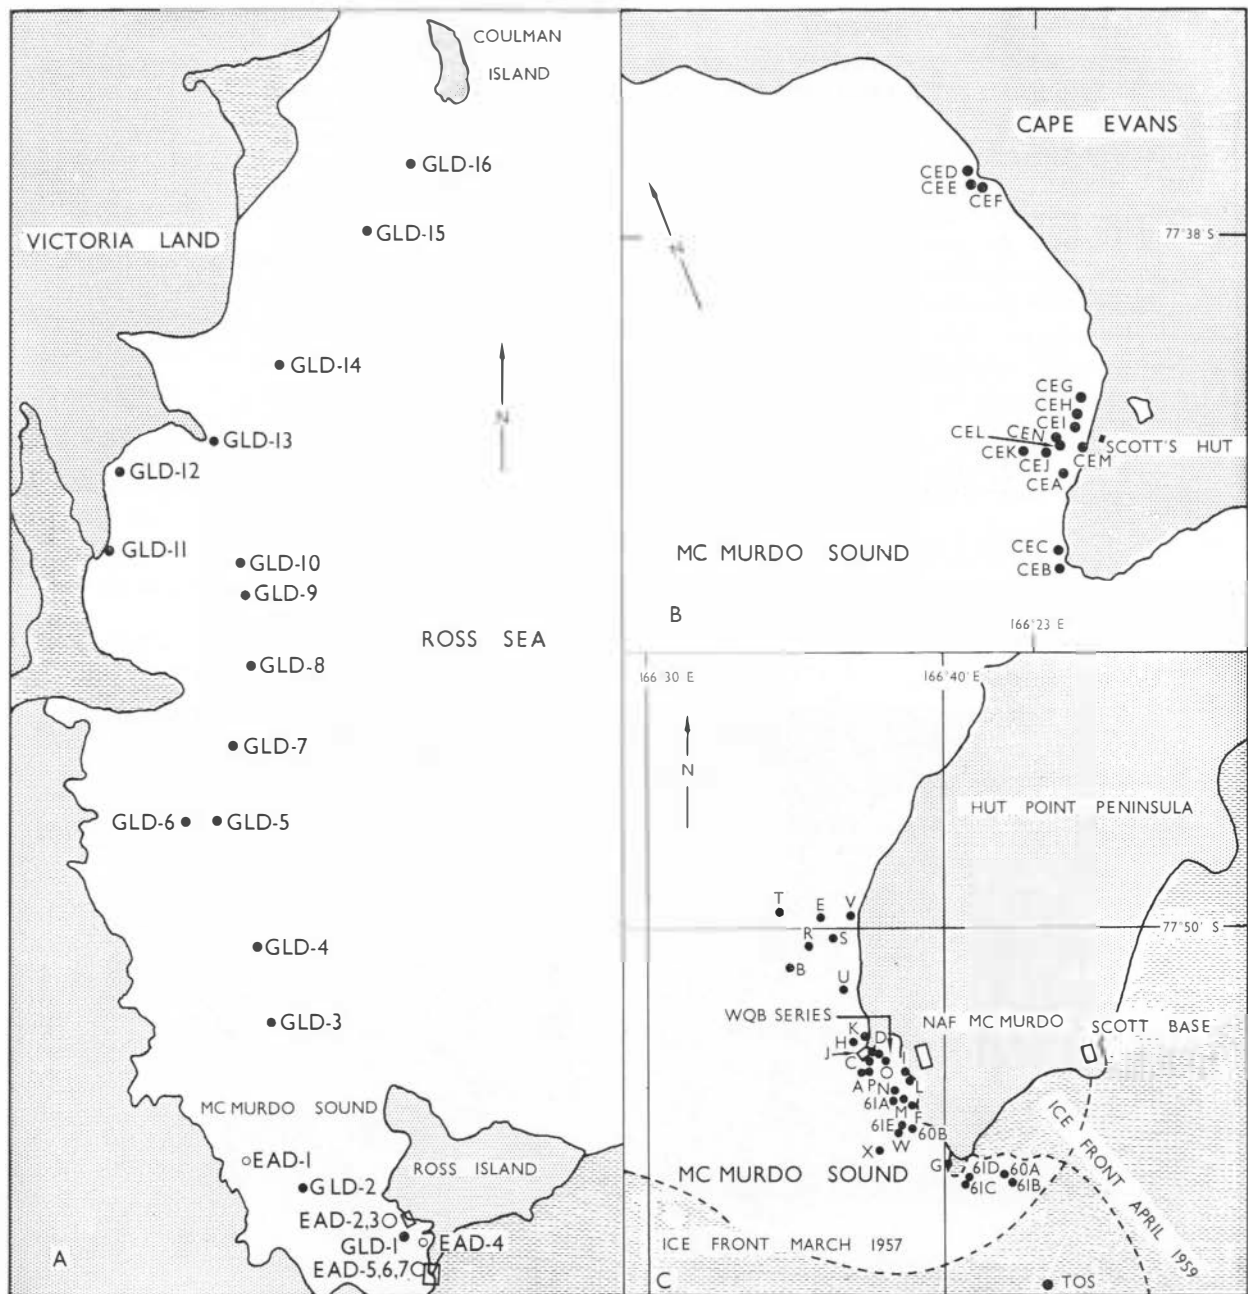 COULMAN
ISLAND
GLD-16
VICTORIA LAND
GLD-15
GLD-14
N
GLD-13
GLD-12
GLD-11
GLD-10
GLD-9
ROSS SEA
GLD-8
GLD-7
GLD-6
GLD-5
GLD-4
GLD-3
MC MURDO SOUND
EAD-1
ROSS ISLAND
GLD-2
EAD-2,3
GLD-1
EAD-4
EAD-5,6,7
A
CAPE EVANS
CED
CEE
CEF
77°38 S
N
CEG
CEH
CEI
CEN
CEL
CEK
CEJ
CEM
SCOTT'S HUT
CEA
MC MURDO SOUND
CEC
CEB
B
166°23 E
166°30 E
166°40' E
N
HUT POINT PENINSULA
T
E
V
77°50' S
R
S
B
U
WQB SERIES
NAF MC MURDO
SCOTT BASE
K
D
H
J
I
C
O
A
P
N
L
61A
M
F
61E
60B
W
X
G
61D
60A
61C
61B
MC MURDO SOUND
ICE FRONT MARCH 1957
ICE FRONT APRIL 1959
C
TOS